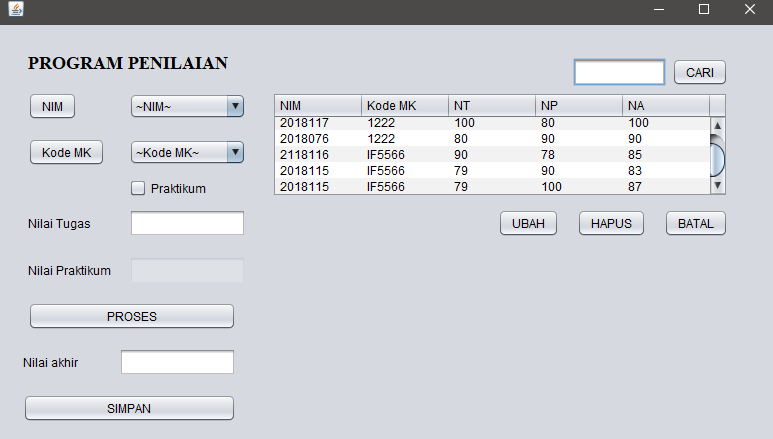 PROGRAM PENILAIAN
CARI
NIM ~NIM~
Kode MK ~Kode MK~
Praktikum
Nilai Tugas
Nilai Praktikum
PROSES
Nilai akhir
SIMPAN
NIM Kode MK NT NP NA
2018117 1222 100 80 100
2018076 1222 80 90 90
2118116 IF5566 90 78 85
2018115 IF5566 79 90 83
2018115 IF5566 79 100 87
UBAH HAPUS BATAL